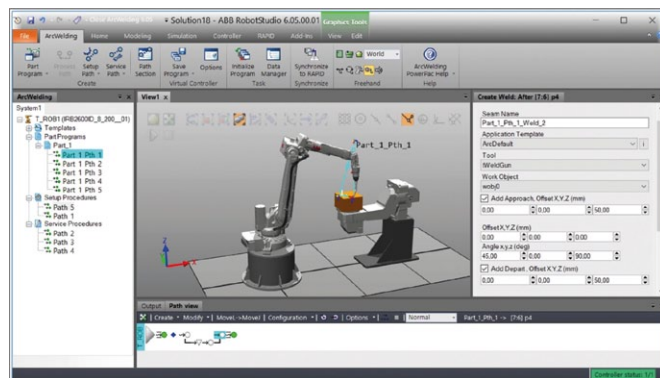 Solution18 - ABB RobotStudio 6.05.00.01
Graphics Tools
File
ArcWelding
Home
Modeling
Simulation
Controller
RAPID
Add-Ins
View
Edit
Part Program
Process Path
Setup Path
Service Path
Path Section
Save Program
Options
Initialize Program
Data Manager
Synchronize to RAPID
World
ArcWelding PowerPac Help
Create
Virtual Controller
Task
Synchronize
Freehand
Help
ArcWelding
System1
T_ROB1
Templates
PartPrograms
Part_1
Part 1 Pth 1
Part 1 Pth 2
Part 1 Pth 3
Part 1 Pth 4
Part 1 Pth 5
Setup Procedures
Path 5
Path 1
Service Procedures
Path 2
Path 3
Path 4
View1
Part_1_Pth_1
Z
X
Create Weld: After [7:6] p4
Seam Name
Part_1_Pth_1_Weld_2
Application Template
ArcDefault
Tool
tWeldGun
Work Object
wobj0
Add Approach, Offset X,Y,Z (mm)
0,00 0,00 50,00
Offset X,Y,Z (mm)
0,00 0,00 0,00
Angle x,y,z (deg)
45,00 0,00 90,00
Add Depart, Offset X,Y,Z (mm)
0,00 0,00 50,00
Output Path view
Create Modify MoveL->MoveJ Configuration Options Normal Part_1_Pth_1 -> [7:6] p4
Controller status: 1/1